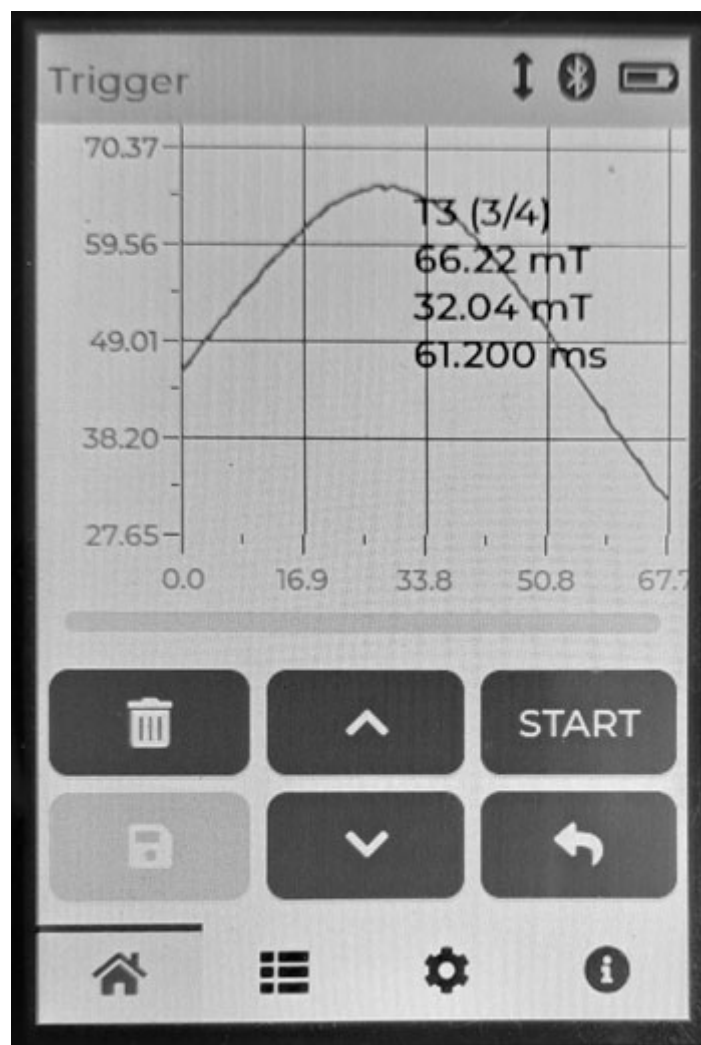 Trigger
70.37
T3 (3/4)
59.56
66.22 mT
32.04 mT
49.01
61.200 ms
38.20
27.65
0.0 16.9 33.8 50.8 67.7
START